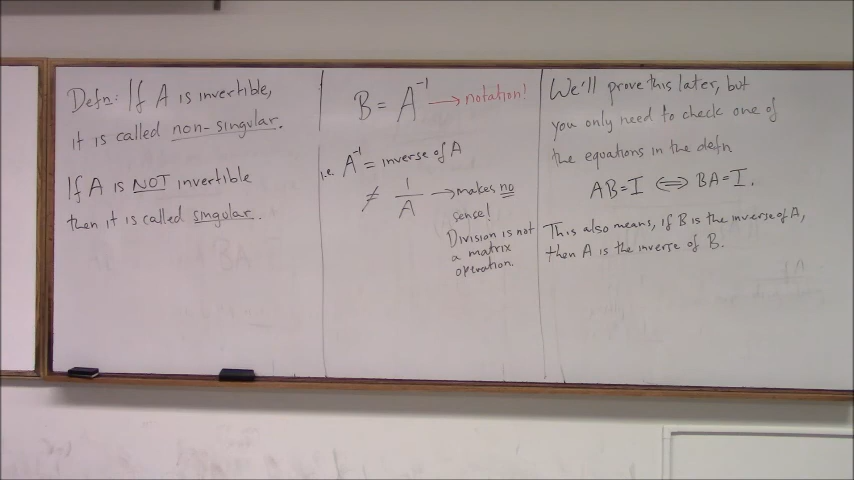 Defn: If A is invertible,
it is called non-singular.
If A is NOT invertible
then it is called singular.
B = A⁻¹ → notation!
i.e. A⁻¹ = inverse of A
≠ 1/A → makes no
sense!
Division is not
a matrix
operation.
We'll prove this later, but
you only need to check one of
the equations in the defn
AB = I ⟺ BA = I.
This also means, if B is the inverse of A,
then A is the inverse of B.